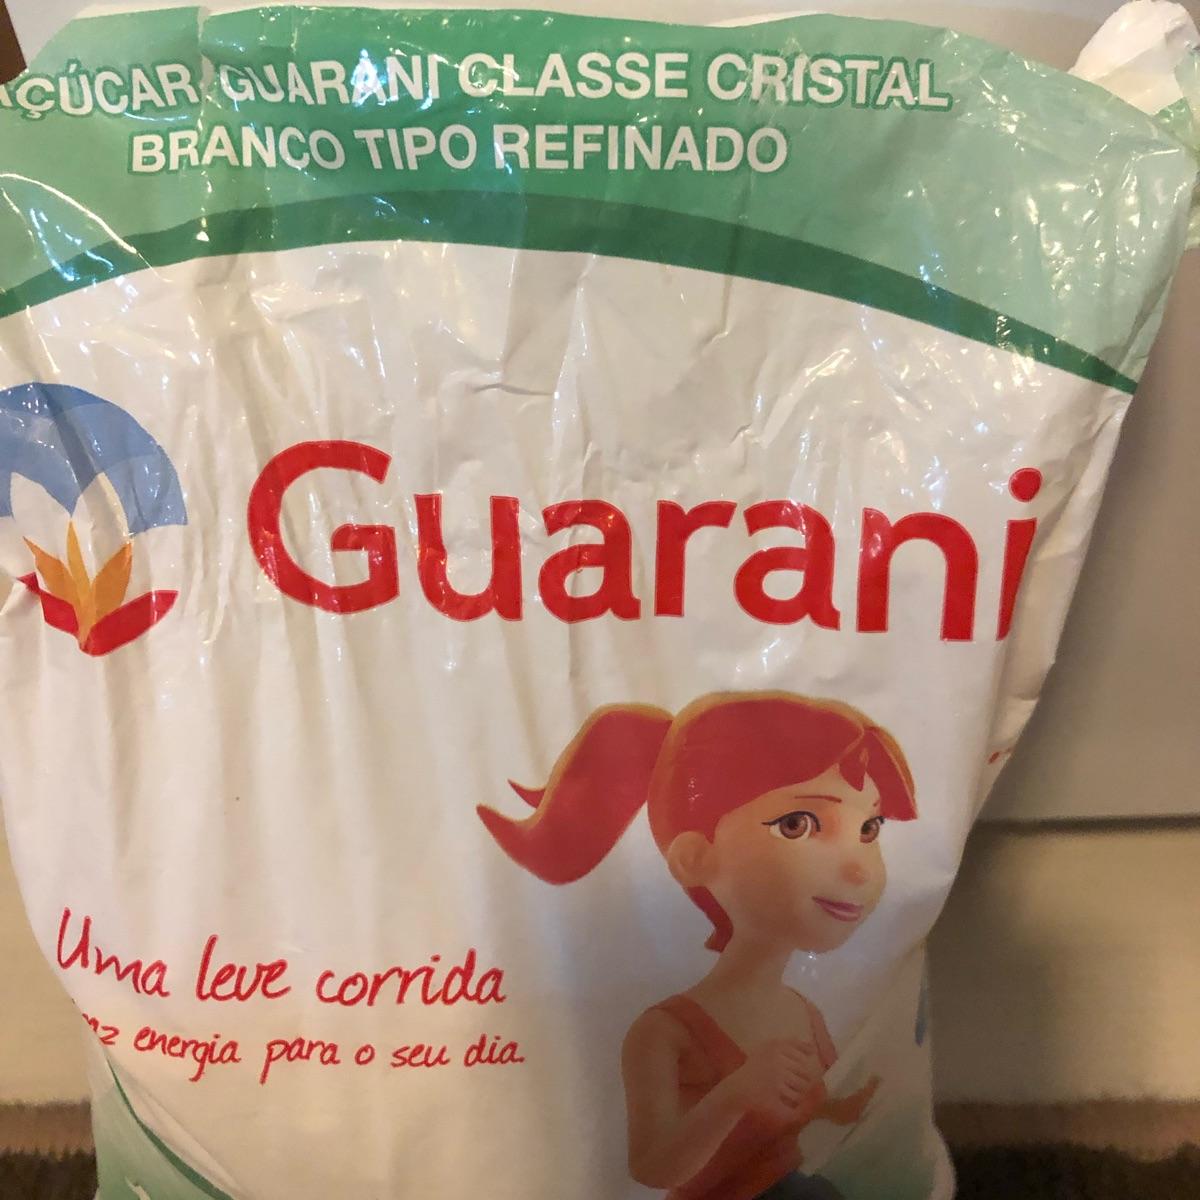 AÇÚCAR GUARANI CLASSE CRISTAL
BRANCO TIPO REFINADO
Guarani
Uma leve corrida
energia para o seu dia.